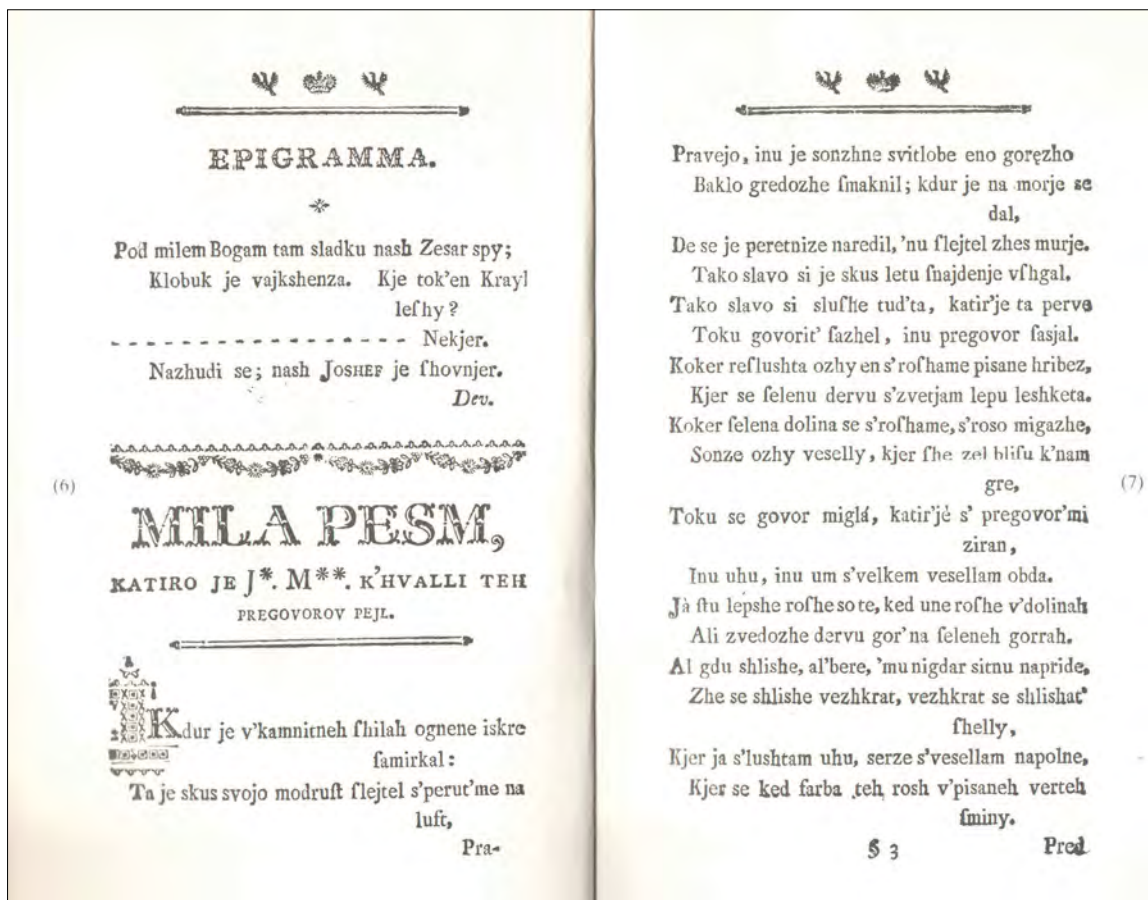 EPIGRAMMA.
Pod milem Bogam tam sladku nash Zesar spy;
Klobuk je vajkshenza. Kje tok'en Krayl
leſhy?
- - - - - - - - - - - - - - - - - Nekjer.
Nazhudi se; nash JOSHEF je ſhovnjer.
Dev.
(6)
MILA PESM,
KATIRO JE J*. M**. K'HVALLI TEH
PREGOVOROV PEJL.
Kdur je v'kamnitneh ſhilah ognene iskre
ſamirkal:
Ta je skus svojo modruſt ſlejtel s'perut'me na
luft,
Pra-
Pravejo, inu je sonzhne svitlobe eno goręzho
Baklo gredozhe ſmaknil; kdur je na morje se
dal,
De se je peretnize naredil, 'nu ſlejtel zhes murje.
Tako slavo si je skus letu ſnajdenje vſhgal.
Tako slavo si sluſhe tud'ta, katir'je ta perve
Toku govorit' ſazhel, inu pregovor ſasjal.
Koker reſlushta ozhy en s'roſhame pisane hribez,
Kjer se ſelenu dervu s'zvetjam lepu leshketa.
Koker ſelena dolina se s'roſhame, s'roso migazhe,
Sonze ozhy veselly, kjer ſhe zel bliſu k'nam
gre,
(7)
Toku se govor miglá, katir'jé s' pregovor'mi
ziran,
Inu uhu, inu um s'velkem vesellam obda.
Jà ſtu lepshe roſhe so te, ked une roſhe v'dolinah
Ali zvedozhe dervu gor'na ſeleneh gorrah.
Al gdu shlishe, al'bere, 'mu nigdar sitnu napride,
Zhe se shlishe vezhkrat, vezhkrat se shlishat'
ſhelly,
Kjer ja s'lushtam uhu, serze s'vesellam napolne,
Kjer se ked farba teh rosh v'pisaneh verteh
ſminy.
§ 3
Pred